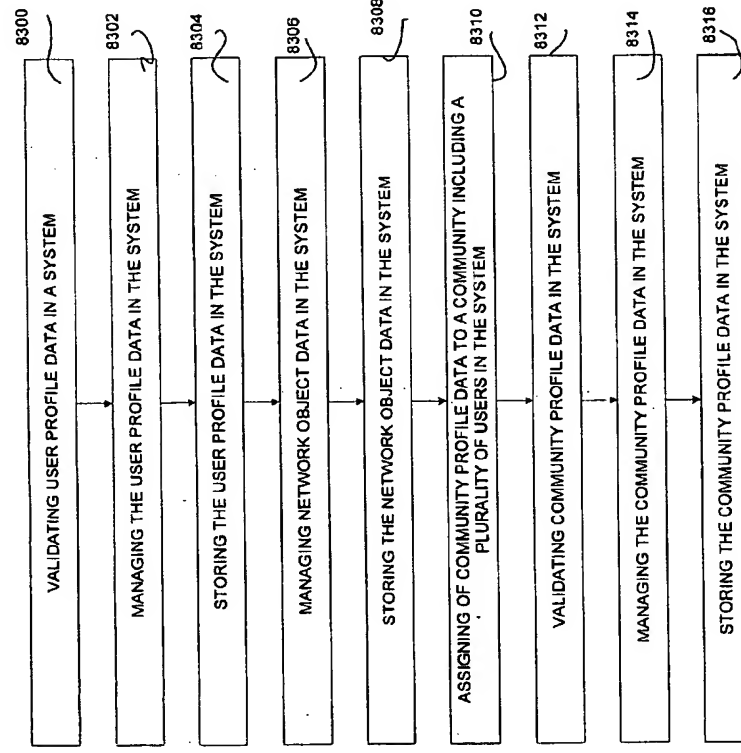 8300
VALIDATING USER PROFILE DATA IN A SYSTEM
8302
MANAGING THE USER PROFILE DATA IN THE SYSTEM
8304
STORING THE USER PROFILE DATA IN THE SYSTEM
8306
MANAGING NETWORK OBJECT DATA IN THE SYSTEM
8308
STORING THE NETWORK OBJECT DATA IN THE SYSTEM
8310
ASSIGNING OF COMMUNITY PROFILE DATA TO A COMMUNITY INCLUDING A
PLURALITY OF USERS IN THE SYSTEM
8312
VALIDATING COMMUNITY PROFILE DATA IN THE SYSTEM
8314
MANAGING THE COMMUNITY PROFILE DATA IN THE SYSTEM
8316
STORING THE COMMUNITY PROFILE DATA IN THE SYSTEM